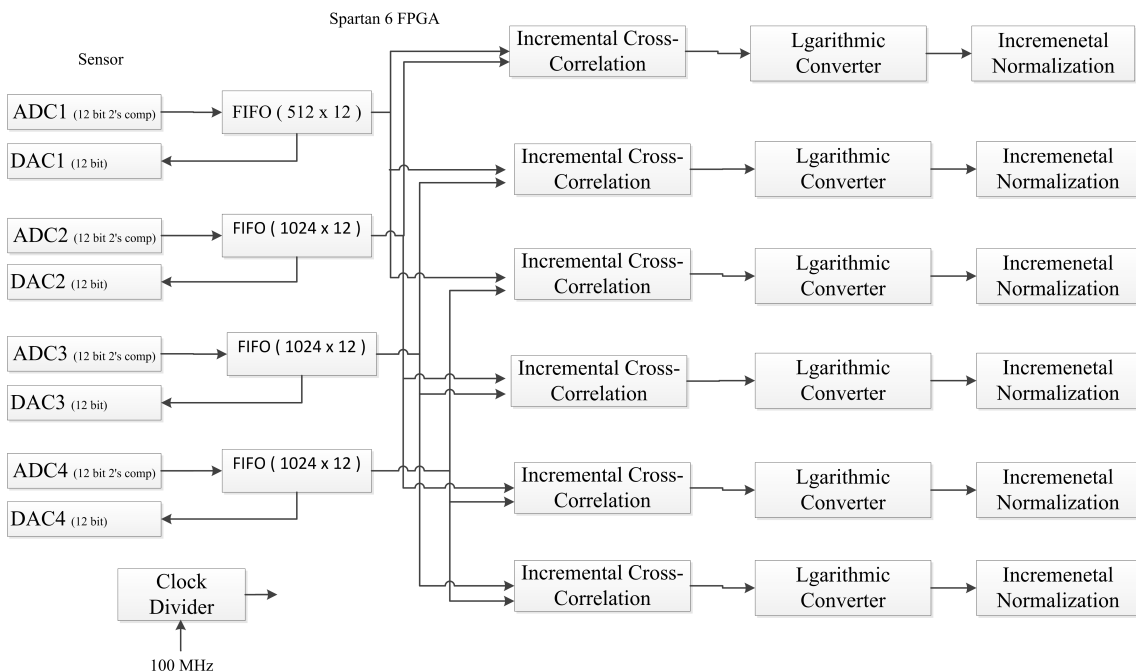 Spartan 6 FPGA
Sensor
ADC1 (12 bit 2's comp)
FIFO ( 512 x 12 )
DAC1 (12 bit)
ADC2 (12 bit 2's comp)
FIFO ( 1024 x 12 )
DAC2 (12 bit)
ADC3 (12 bit 2's comp)
FIFO ( 1024 x 12 )
DAC3 (12 bit)
ADC4 (12 bit 2's comp)
FIFO ( 1024 x 12 )
DAC4 (12 bit)
Clock
Divider
100 MHz
Incremental Cross-
Correlation
Lgarithmic
Converter
Incremenetal
Normalization
Incremental Cross-
Correlation
Lgarithmic
Converter
Incremenetal
Normalization
Incremental Cross-
Correlation
Lgarithmic
Converter
Incremenetal
Normalization
Incremental Cross-
Correlation
Lgarithmic
Converter
Incremenetal
Normalization
Incremental Cross-
Correlation
Lgarithmic
Converter
Incremenetal
Normalization
Incremental Cross-
Correlation
Lgarithmic
Converter
Incremenetal
Normalization